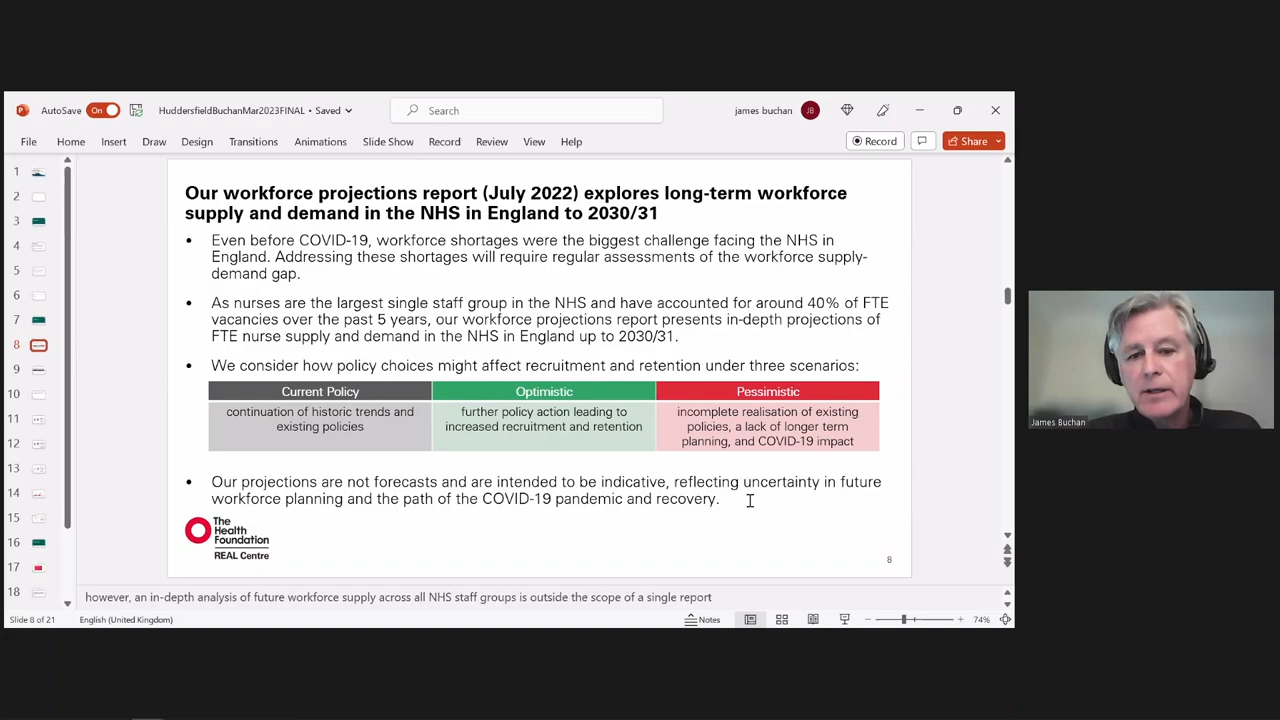 AutoSave
On
HuddersfieldBuchanMar2023FINAL • Saved
Search
james buchan
JB
File
Home
Insert
Draw
Design
Transitions
Animations
Slide Show
Record
Review
View
Help
Record
Share
1
2
3
4
5
6
7
8
9
10
11
12
13
14
15
16
17
18
Our workforce projections report (July 2022) explores long-term workforce
supply and demand in the NHS in England to 2030/31
• Even before COVID-19, workforce shortages were the biggest challenge facing the NHS in
England. Addressing these shortages will require regular assessments of the workforce supply-
demand gap.
• As nurses are the largest single staff group in the NHS and have accounted for around 40% of FTE
vacancies over the past 5 years, our workforce projections report presents in-depth projections of
FTE nurse supply and demand in the NHS in England up to 2030/31.
• We consider how policy choices might affect recruitment and retention under three scenarios:
Current Policy
continuation of historic trends and
existing policies
Optimistic
further policy action leading to
increased recruitment and retention
Pessimistic
incomplete realisation of existing
policies, a lack of longer term
planning, and COVID-19 impact
• Our projections are not forecasts and are intended to be indicative, reflecting uncertainty in future
workforce planning and the path of the COVID-19 pandemic and recovery.
The
Health
Foundation
REAL Centre
8
James Buchan
however, an in-depth analysis of future workforce supply across all NHS staff groups is outside the scope of a single report
Slide 8 of 21
English (United Kingdom)
Notes
74%